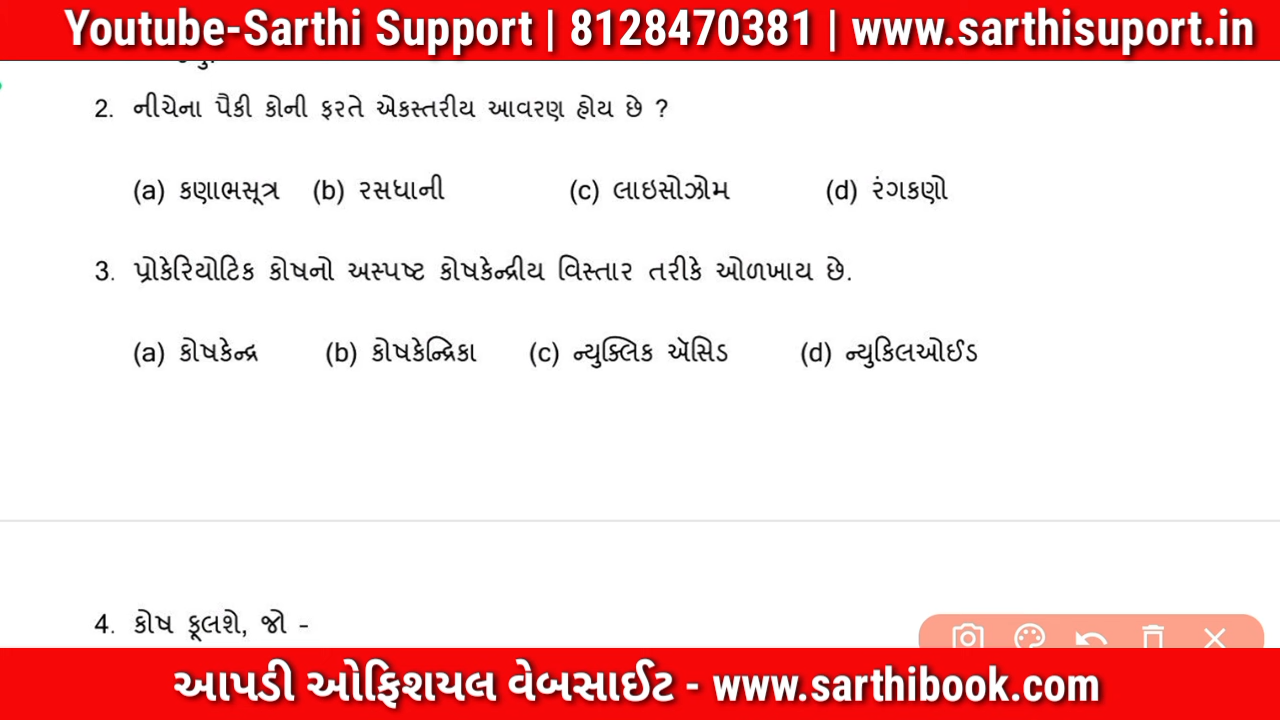 Youtube-Sarthi Support | 8128470381 | www.sarthisuport.in
2. નીચેના પૈકી કોની ફરતે એકસ્તરીય આવરણ હોય છે ?
(a) કણાભસૂત્ર (b) રસધાની (c) લાઇસોઝોમ (d) રંગકણો
3. પ્રોકેરિયોટિક કોષનો અસ્પષ્ટ કોષકેન્દ્રીય વિસ્તાર તરીકે ઓળખાય છે.
(a) કોષકેન્દ્ર (b) કોષકેન્દ્રિકા (c) ન્યુક્લિક ઍસિડ (d) ન્યુકિલઓઈડ
4. કોષ ફૂલશે, જો -
આપડી ઓફિશયલ વેબસાઈટ - www.sarthibook.com